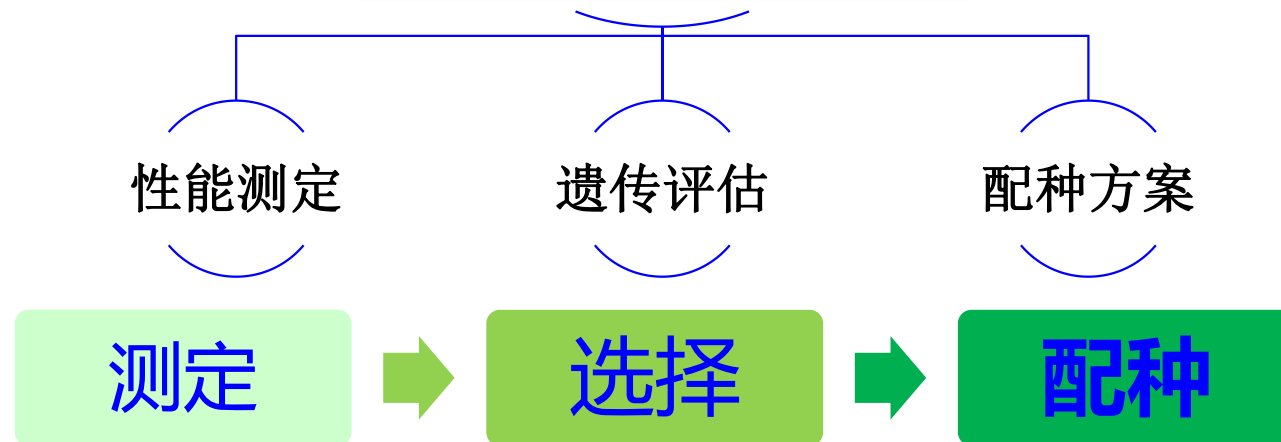 性能测定
遗传评估
配种方案
测定
选择
配种